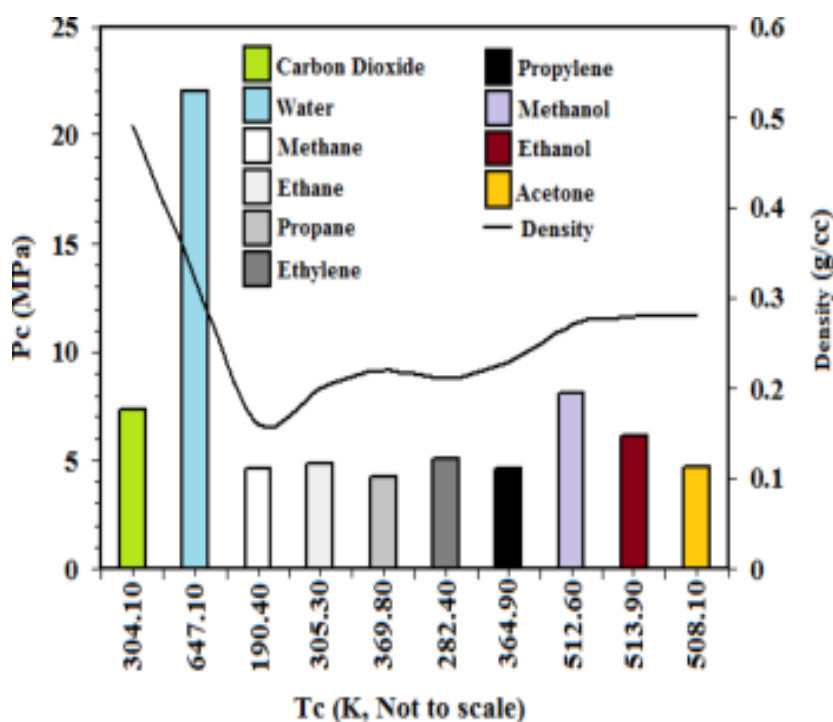 25
20
15
10
5
0
Pc (MPa)
Carbon Dioxide
Water
Methane
Ethane
Propane
Ethylene
Propylene
Methanol
Ethanol
Acetone
Density
0.6
0.5
0.4
0.3
0.2
0.1
0
Density (g/cc)
304.10
647.10
190.40
305.30
369.80
282.40
364.90
512.60
513.90
508.10
Tc (K, Not to scale)